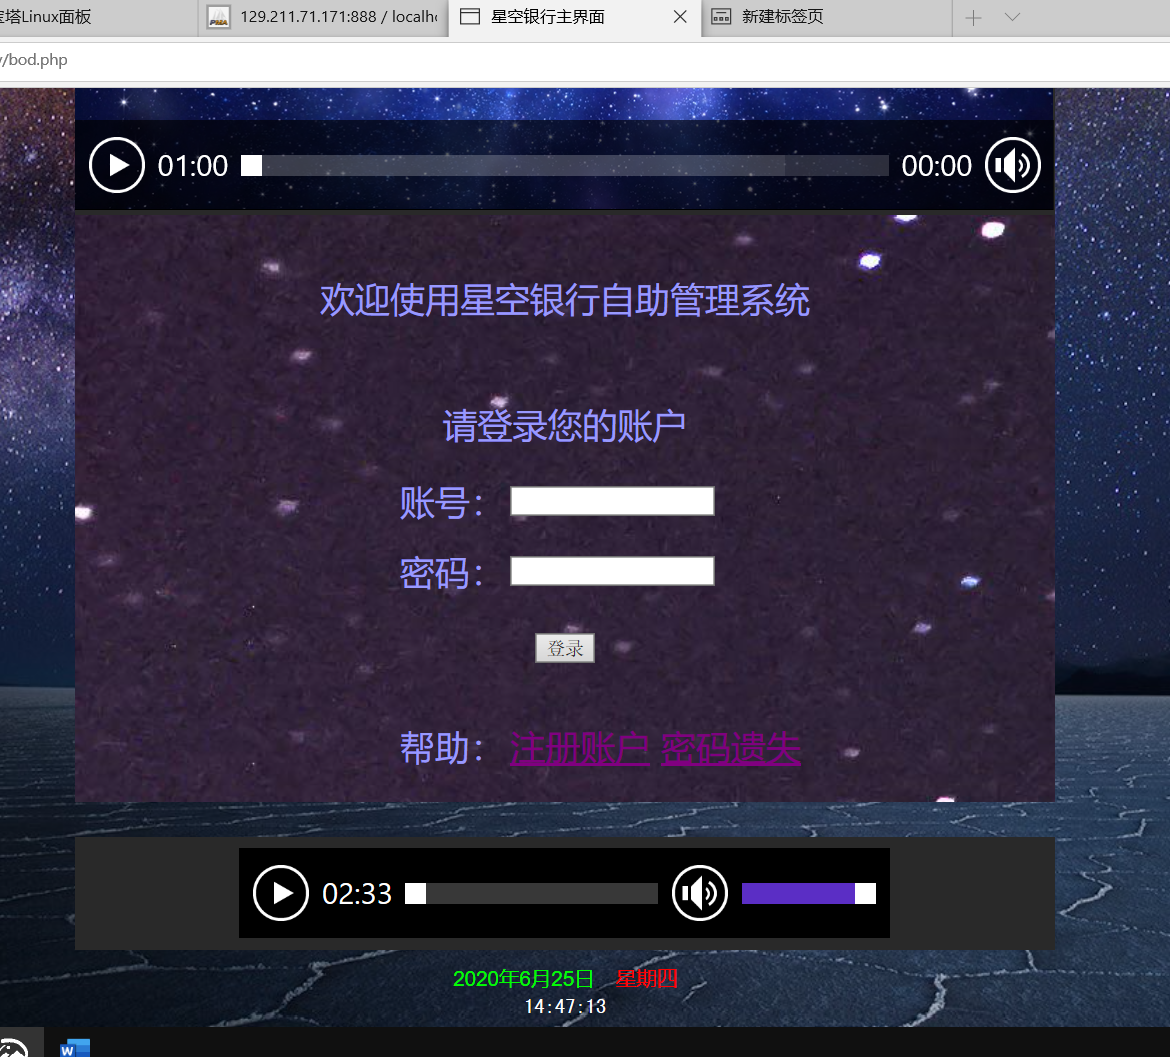 宝塔Linux面板
129.211.71.171:888 / localh
星空银行主界面
新建标签页
/bod.php
01:00
00:00
欢迎使用星空银行自助管理系统
请登录您的账户
账号：
密码：
登录
帮助： 注册账户 密码遗失
02:33
2020年6月25日 星期四
14:47:13